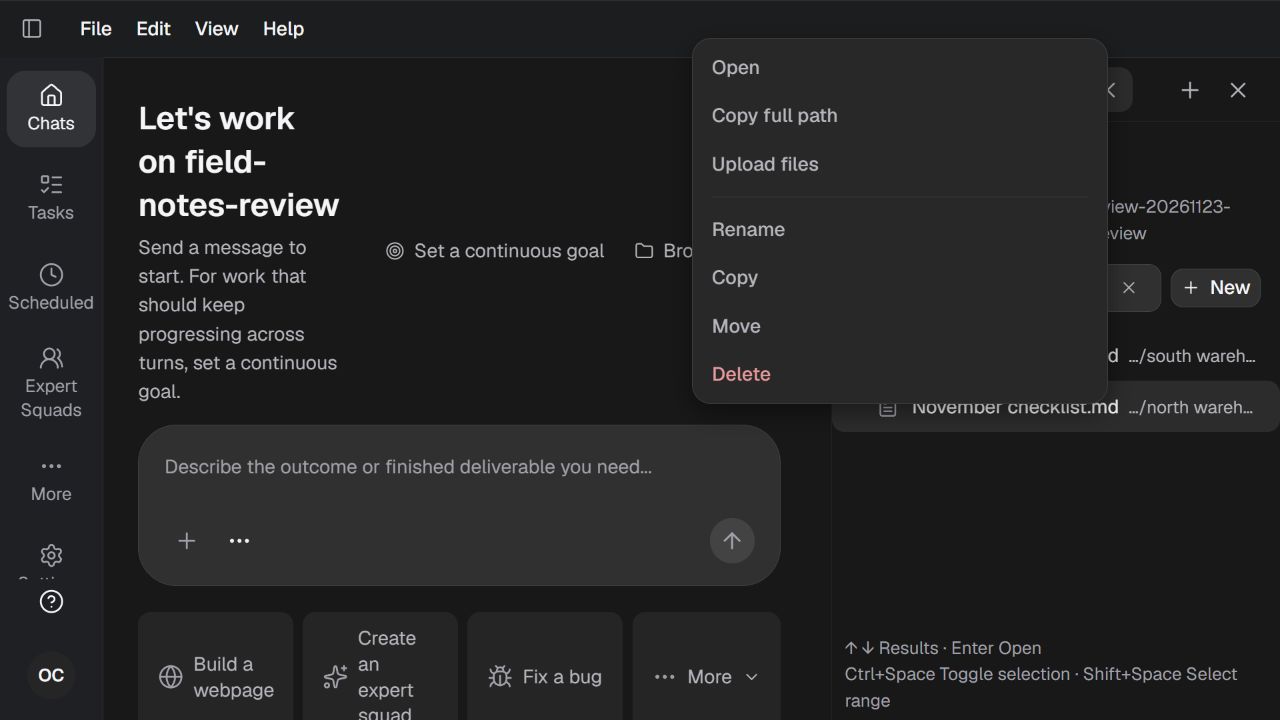 File Edit View Help
Chats
Tasks
Scheduled
Expert
Squads
More
OC
Let's work
on field-
notes-review
Send a message to
start. For work that
should keep
progressing across
turns, set a continuous
goal.
Set a continuous goal
Bro
Describe the outcome or finished deliverable you need...
Build a
webpage
Create
an
expert
squad
Fix a bug
More
Open
Copy full path
Upload files
Rename
Copy
Move
Delete
view-20261123-
New
.../south wareh...
November checklist.md .../north wareh...
↑↓ Results · Enter Open
Ctrl+Space Toggle selection · Shift+Space Select
range